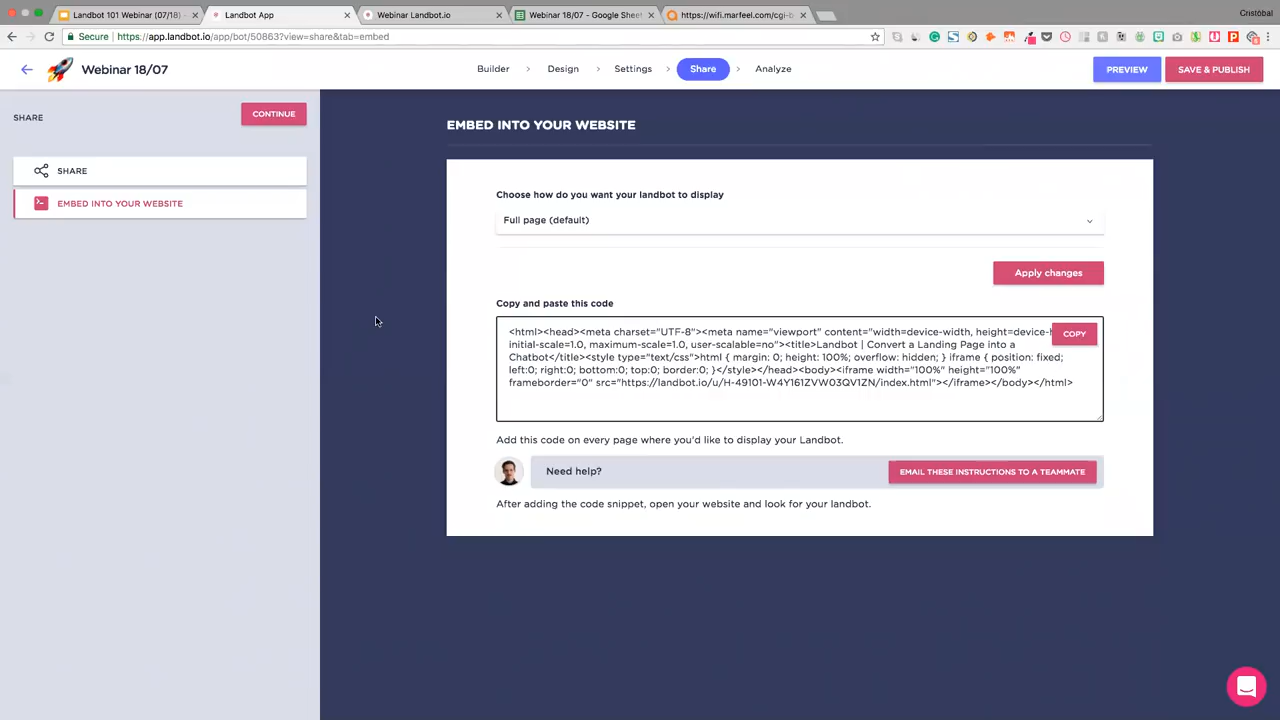 Landbot 101 Webinar (07/18)
Landbot App
Webinar Landbot.io
Webinar 18/07 - Google Sheet
https://wifi.marfeel.com/cgi-b
Cristóbal
Secure
https://app.landbot.io/app/bot/50863?view=share&tab=embed
Webinar 18/07
Builder
Design
Settings
Share
Analyze
PREVIEW
SAVE & PUBLISH
SHARE
CONTINUE
SHARE
EMBED INTO YOUR WEBSITE
EMBED INTO YOUR WEBSITE
Choose how do you want your landbot to display
Full page (default)
Apply changes
Copy and paste this code
<html><head><meta charset="UTF-8"><meta name="viewport" content="width=device-width, height=device-h
COPY
initial-scale=1.0, maximum-scale=1.0, user-scalable=no"><title>Landbot | Convert a Landing Page into a
Chatbot</title><style type="text/css">html { margin: 0; height: 100%; overflow: hidden; } iframe { position: fixed;
left:0; right:0; bottom:0; top:0; border:0; }</style></head><body><iframe width="100%" height="100%"
frameborder="0" src="https://landbot.io/u/H-49101-W4Y161ZVW03QV1ZN/index.html"></iframe></body></html>
Add this code on every page where you'd like to display your Landbot.
Need help?
EMAIL THESE INSTRUCTIONS TO A TEAMMATE
After adding the code snippet, open your website and look for your landbot.